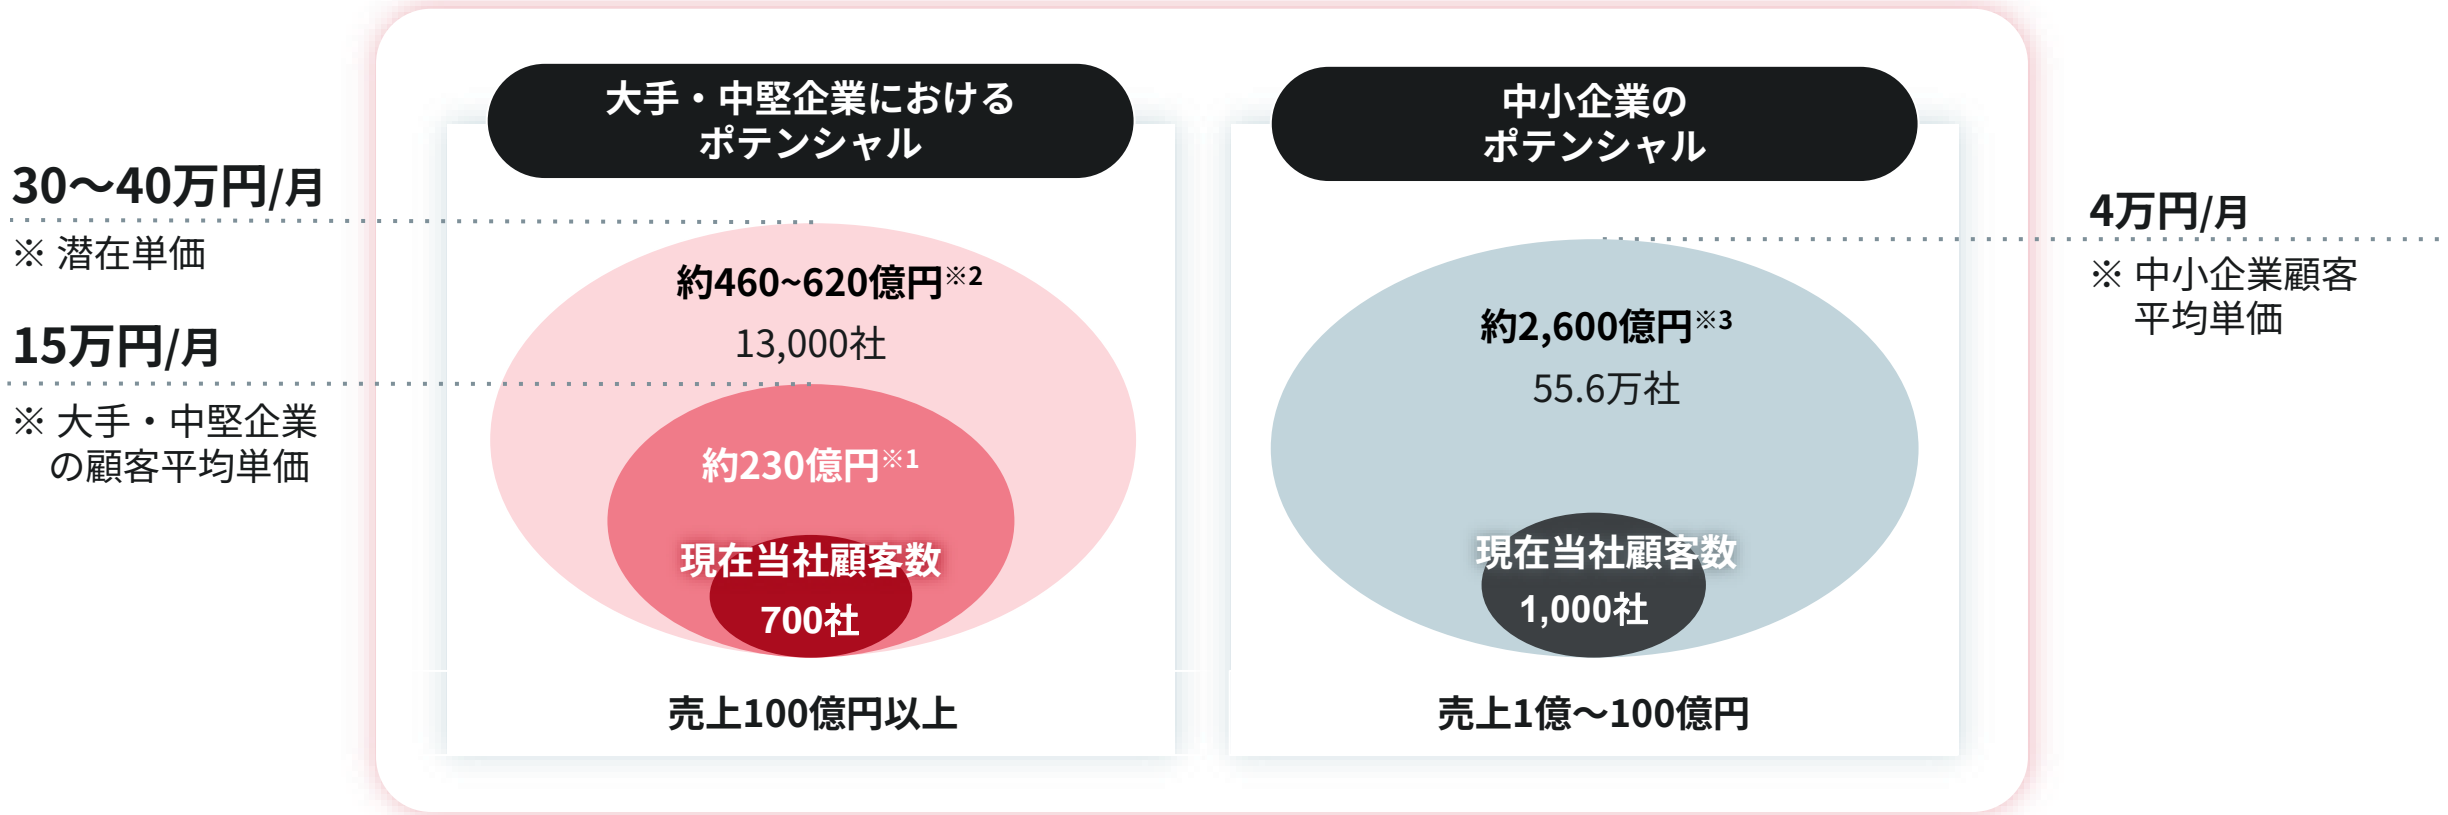 大手・中堅企業における
ポテンシャル
中小企業の
ポテンシャル
30～40万円/月
※ 潜在単価
15万円/月
※ 大手・中堅企業
の顧客平均単価
約460~620億円※2
13,000社
約230億円※1
現在当社顧客数
700社
売上100億円以上
約2,600億円※3
55.6万社
現在当社顧客数
1,000社
売上1億～100億円
4万円/月
※ 中小企業顧客
平均単価